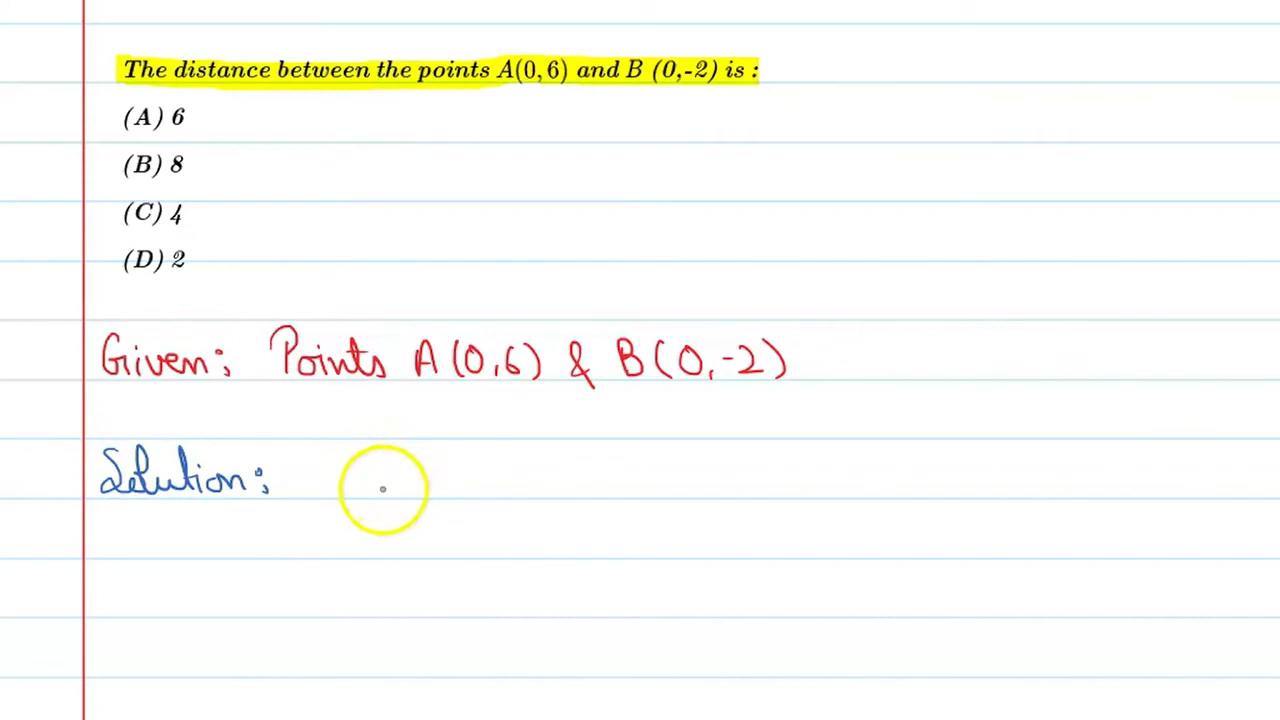 The distance between the points A(0, 6) and B (0,-2) is :
(A) 6
(B) 8
(C) 4
(D) 2
Given: Points A(0,6) & B(0,-2)
Solution: